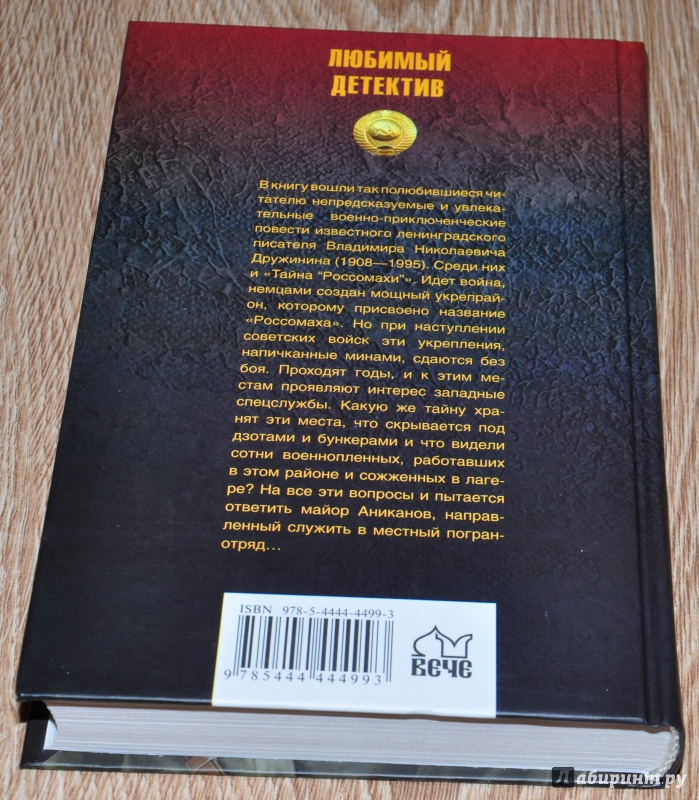 ЛЮБИМЫЙ
ДЕТЕКТИВ
В книгу вошли так полюбившиеся чи-
тателю непредсказуемые и увлека-
тельные военно-приключенческие
повести известного ленинградского
писателя Владимира Николаевича
Дружинина (1908—1995). Среди них
и «Тайна "Россомахи"». Идет война,
немцами создан мощный укрепрай-
он, которому присвоено название
«Россомаха». Но при наступлении
советских войск эти укрепления,
напичканные минами, сдаются без
боя. Проходят годы, и к этим ме-
стам проявляют интерес западные
спецслужбы. Какую же тайну хра-
нят эти места, что скрывается под
дзотами и бункерами и что видели
сотни военнопленных, работавших
в этом районе и сожженных в лаге-
ре? На все эти вопросы и пытается
ответить майор Аниканов, направ-
ленный служить в местный погран-
отряд...
ISBN 978-5-4444-4499-3
9 785444 444993
ВЕЧЕ
Лабиринт.ру